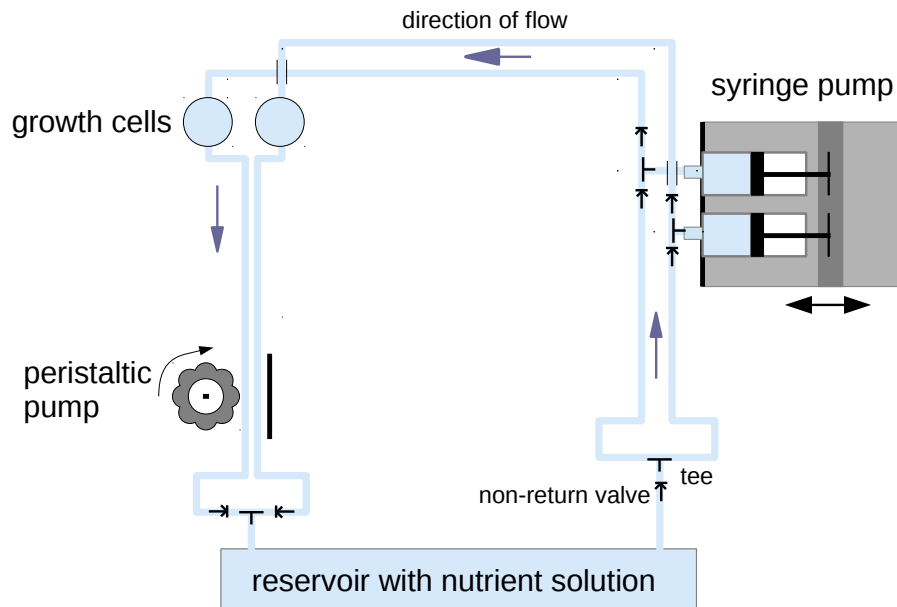 direction of flow
syringe pump
growth cells
peristaltic
pump
tee
non-return valve
reservoir with nutrient solution